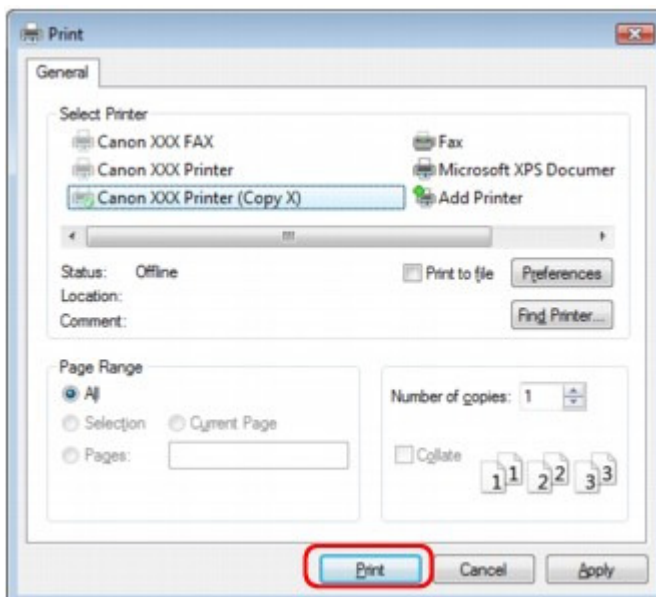 Print
General
Select Printer
Canon XXX FAX
Fax
Canon XXX Printer
Microsoft XPS Documen
Canon XXX Printer (Copy X)
Add Printer
Status: Offline
Print to file
Preferences
Location:
Comment:
Find Printer...
Page Range
All
Selection
Current Page
Pages:
Number of copies: 1
Collate
1 1 2 2 3 3
Print
Cancel
Apply